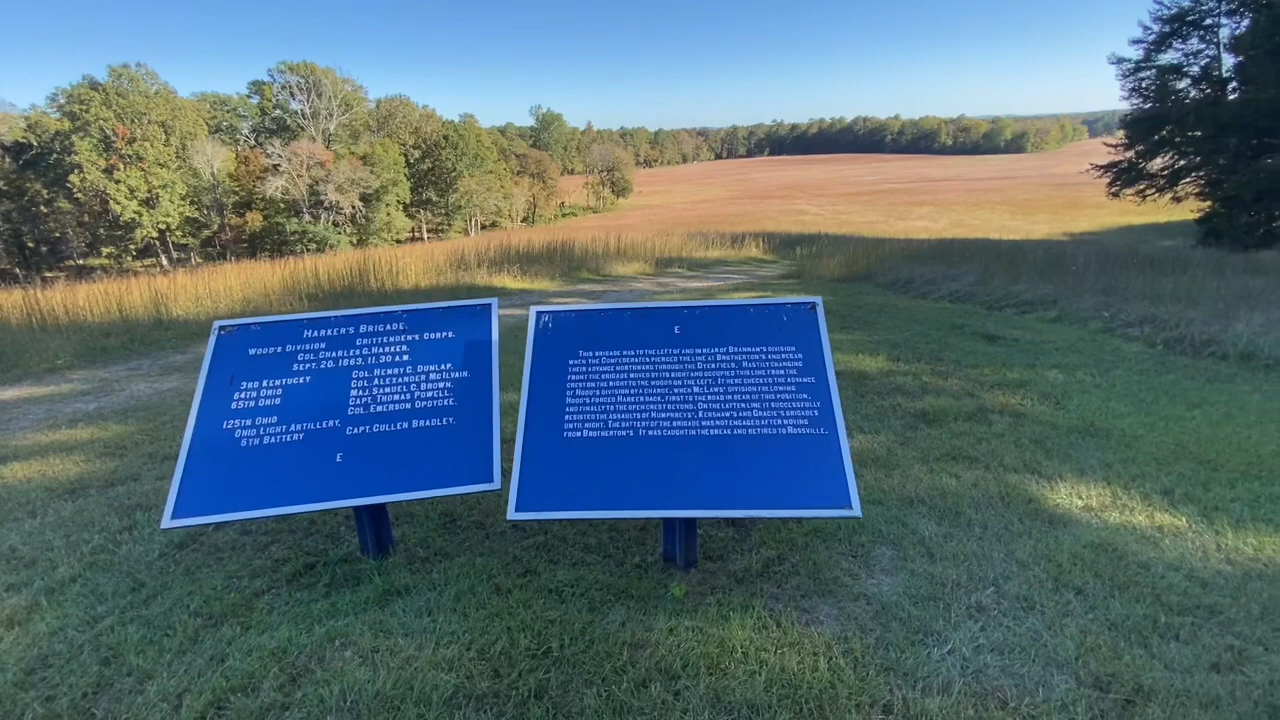 HARKER'S BRIGADE.
WOOD'S DIVISION CRITTENDEN'S CORPS.
COL. CHARLES G. HARKER.
SEPT. 20. 1863. 11.30 A.M.
3RD KENTUCKY COL. HENRY C. DUNLAP.
64TH OHIO COL. ALEXANDER MCILVAIN.
65TH OHIO MAJ. SAMUEL C. BROWN.
CAPT. THOMAS POWELL.
125TH OHIO COL. EMERSON OPDYCKE.
OHIO LIGHT ARTILLERY,
6TH BATTERY CAPT. CULLEN BRADLEY.
E
E
THIS BRIGADE WAS TO THE LEFT OF AND IN REAR OF BRANNAN'S DIVISION
WHEN THE CONFEDERATES PIERCED THE LINE AT BROTHERTON'S AND BEGAN
THEIR ADVANCE NORTHWARD THROUGH THE DYER FIELD. HASTILY CHANGING
FRONT THE BRIGADE MOVED BY ITS RIGHT AND OCCUPIED THIS LINE FROM THE
CREST ON THE RIGHT TO THE WOODS ON THE LEFT. IT HERE CHECKED THE ADVANCE
OF HOOD'S DIVISION BY A CHARGE, WHEN MCLAWS' DIVISION FOLLOWING
HOOD'S FORCED HARKER BACK, FIRST TO THE ROAD IN REAR OF THIS POSITION,
AND FINALLY TO THE OPEN CREST BEYOND. ON THE LATTEN LINE IT SUCCESSFULLY
RESISTED THE ASSAULTS OF HUMPHREYS', KERSHAW'S AND GRACIE'S BRIGADES
UNTIL NIGHT. THE BATTERY OF THE BRIGADE WAS NOT ENGAGED AFTER MOVING
FROM BROTHERTON'S IT WAS CAUGHT IN THE BREAK AND RETIRED TO ROSSVILLE.